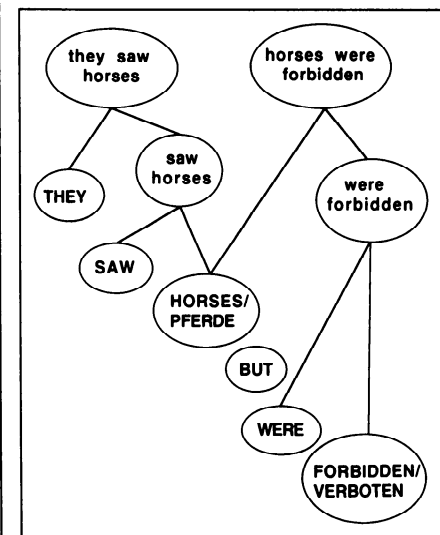 they saw
horses
horses were
forbidden
saw
horses
THEY
were
forbidden
SAW
HORSES/
PFERDE
BUT
WERE
FORBIDDEN/
VERBOTEN